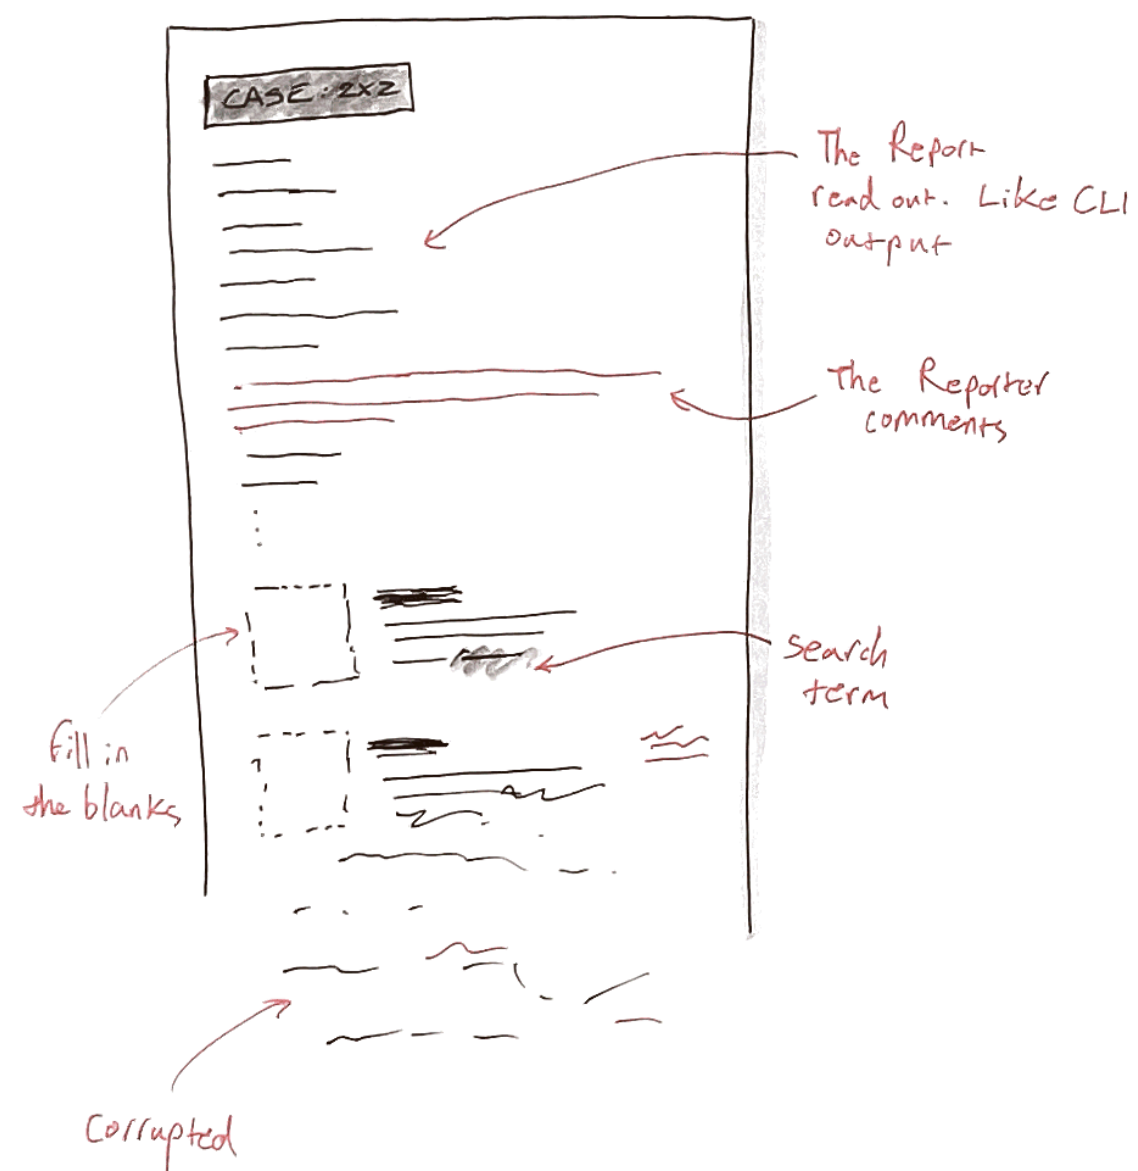 CASE: 2X2
The Report
read out. Like CLI
output
The Reporter
comments
search
term
fill in
the blanks
Corrupted